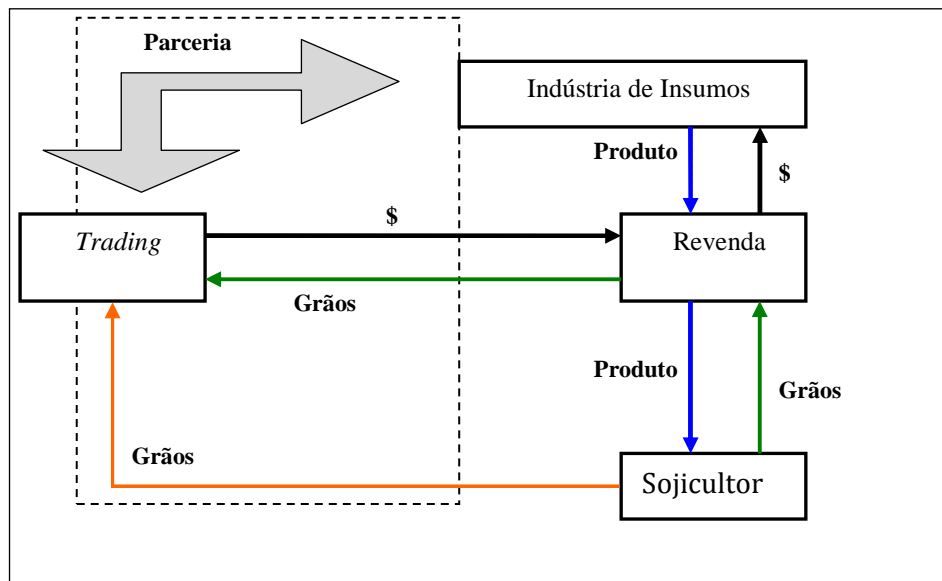 Parceria
Indústria de Insumos
Produto
$
$
Trading
Revenda
Grãos
Produto
Grãos
Grãos
Sojicultor